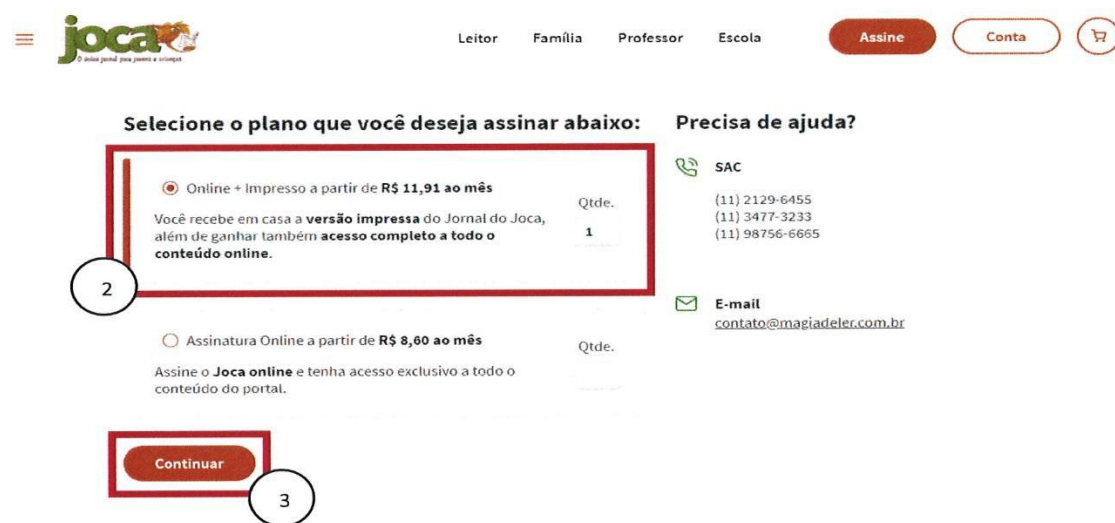 joca
O único jornal para jovens e crianças
Leitor Família Professor Escola Assine Conta
Selecione o plano que você deseja assinar abaixo:
Online + Impresso a partir de R$ 11,91 ao mês
Qtde.
Você recebe em casa a versão impressa do Jornal do Joca,
além de ganhar também acesso completo a todo o
conteúdo online.
1
2
Assinatura Online a partir de R$ 8,60 ao mês
Qtde.
Assine o Joca online e tenha acesso exclusivo a todo o
conteúdo do portal.
Continuar
3
Precisa de ajuda?
SAC
(11) 2129-6455
(11) 3477-3233
(11) 98756-6665
E-mail
contato@magiadeler.com.br